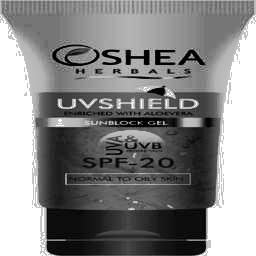 OSHEA
HERBALS
UVSHIELD
ENRICHED WITH ALOEVERA
SUNBLOCK GEL
UVA & UVB
SPF-20
NORMAL TO OILY SKIN